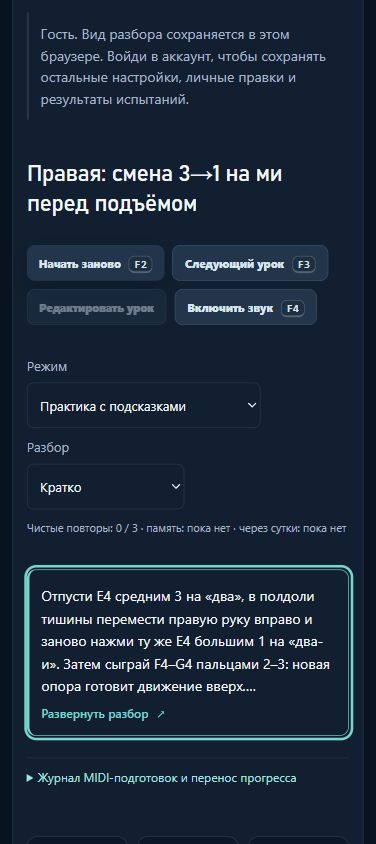 Гость. Вид разбора сохраняется в этом
браузере. Войди в аккаунт, чтобы сохранять
остальные настройки, личные правки и
результаты испытаний.
Правая: смена 3→1 на ми
перед подъёмом
Начать заново F2
Следующий урок F3
Редактировать урок
Включить звук F4
Режим
Практика с подсказками
Разбор
Кратко
Чистые повторы: 0 / 3 · память: пока нет · через сутки: пока нет
Отпусти E4 средним 3 на «два», в полдоли
тишины перемести правую руку вправо и
заново нажми ту же E4 большим 1 на «два-
и». Затем сыграй F4–G4 пальцами 2–3: новая
опора готовит движение вверх....
Развернуть разбор ↗
▶ Журнал MIDI-подготовок и перенос прогресса